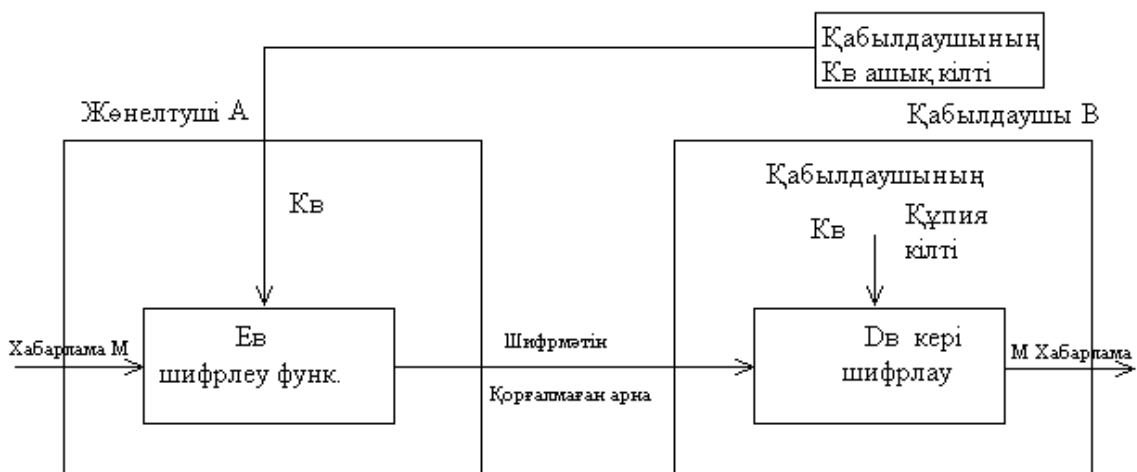 Қабылдаушының
Кв ашық кілті
Жөнелтуші А
Қабылдаушы В
Қабылдаушының
Кв
Құпия
Кв
кілті
Ев
шифрлеу функ.
Хабарлама М
Шифрмәтін
Қорғалмаған арна
Dв кері
шифрлау
М Хабарлама